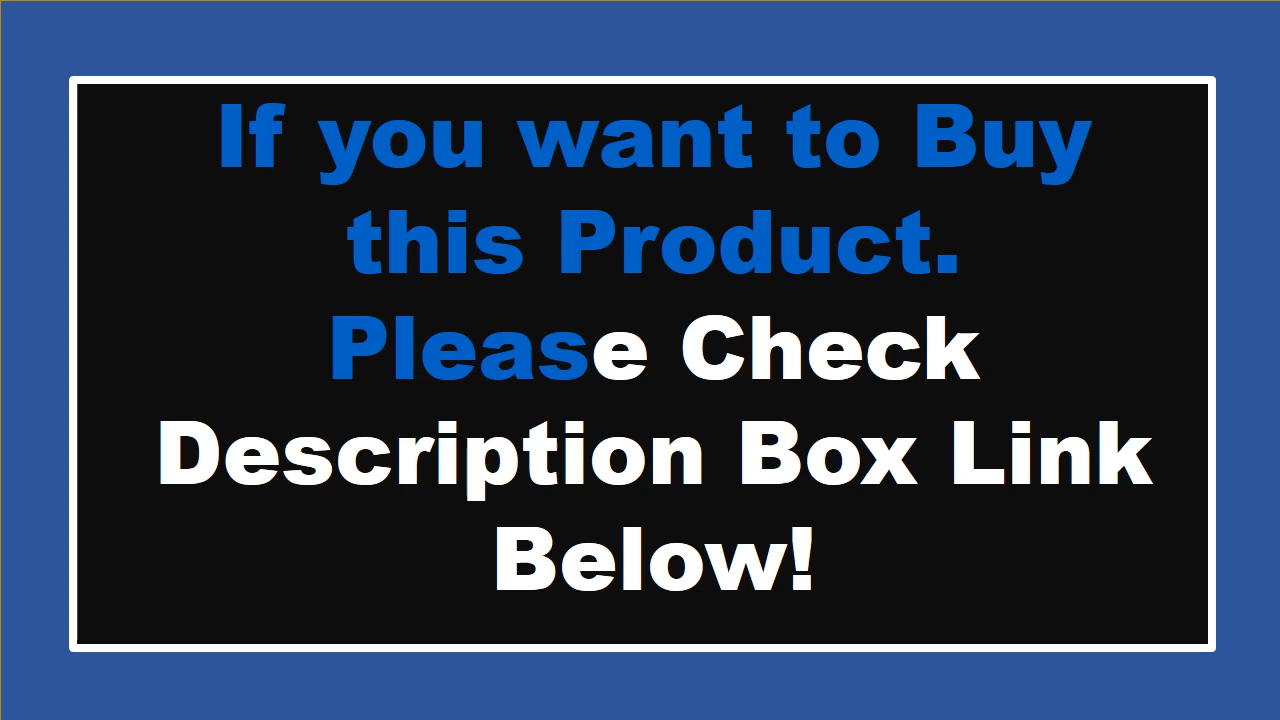 If you want to Buy
this Product.
Please Check
Description Box Link
Below!